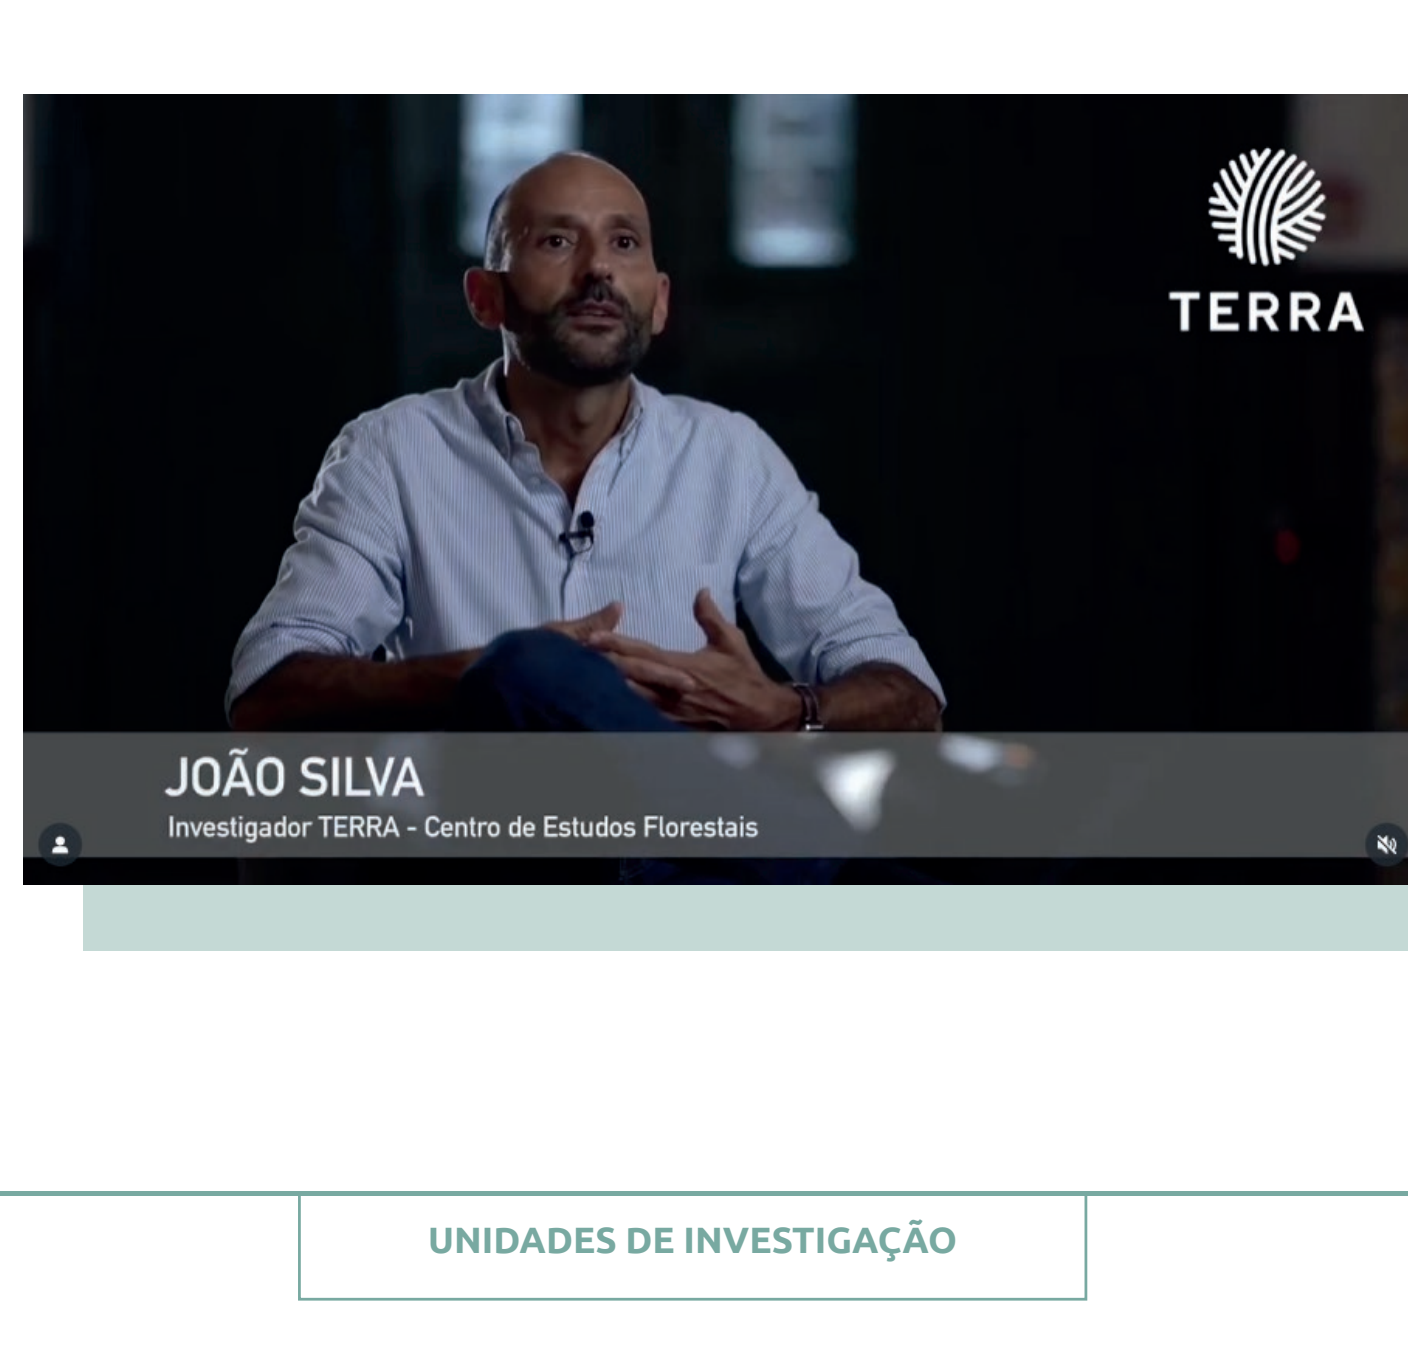 TERRA
JOÃO SILVA
Investigador TERRA - Centro de Estudos Florestais
UNIDADES DE INVESTIGAÇÃO